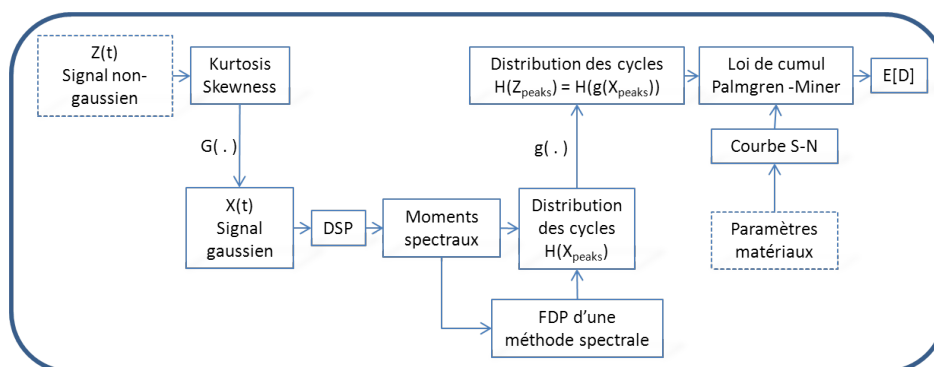 Z(t)
Signal non-
gaussien
Kurtosis
Skewness
Distribution des cycles
H(Zpeaks) = H(g(Xpeaks))
Loi de cumul
Palmgren -Miner
E[D]
G( . )
g( . )
Courbe S-N
X(t)
Signal
gaussien
DSP
Moments
spectraux
Distribution
des cycles
H(Xpeaks)
Paramètres
matériaux
FDP d’une
méthode spectrale